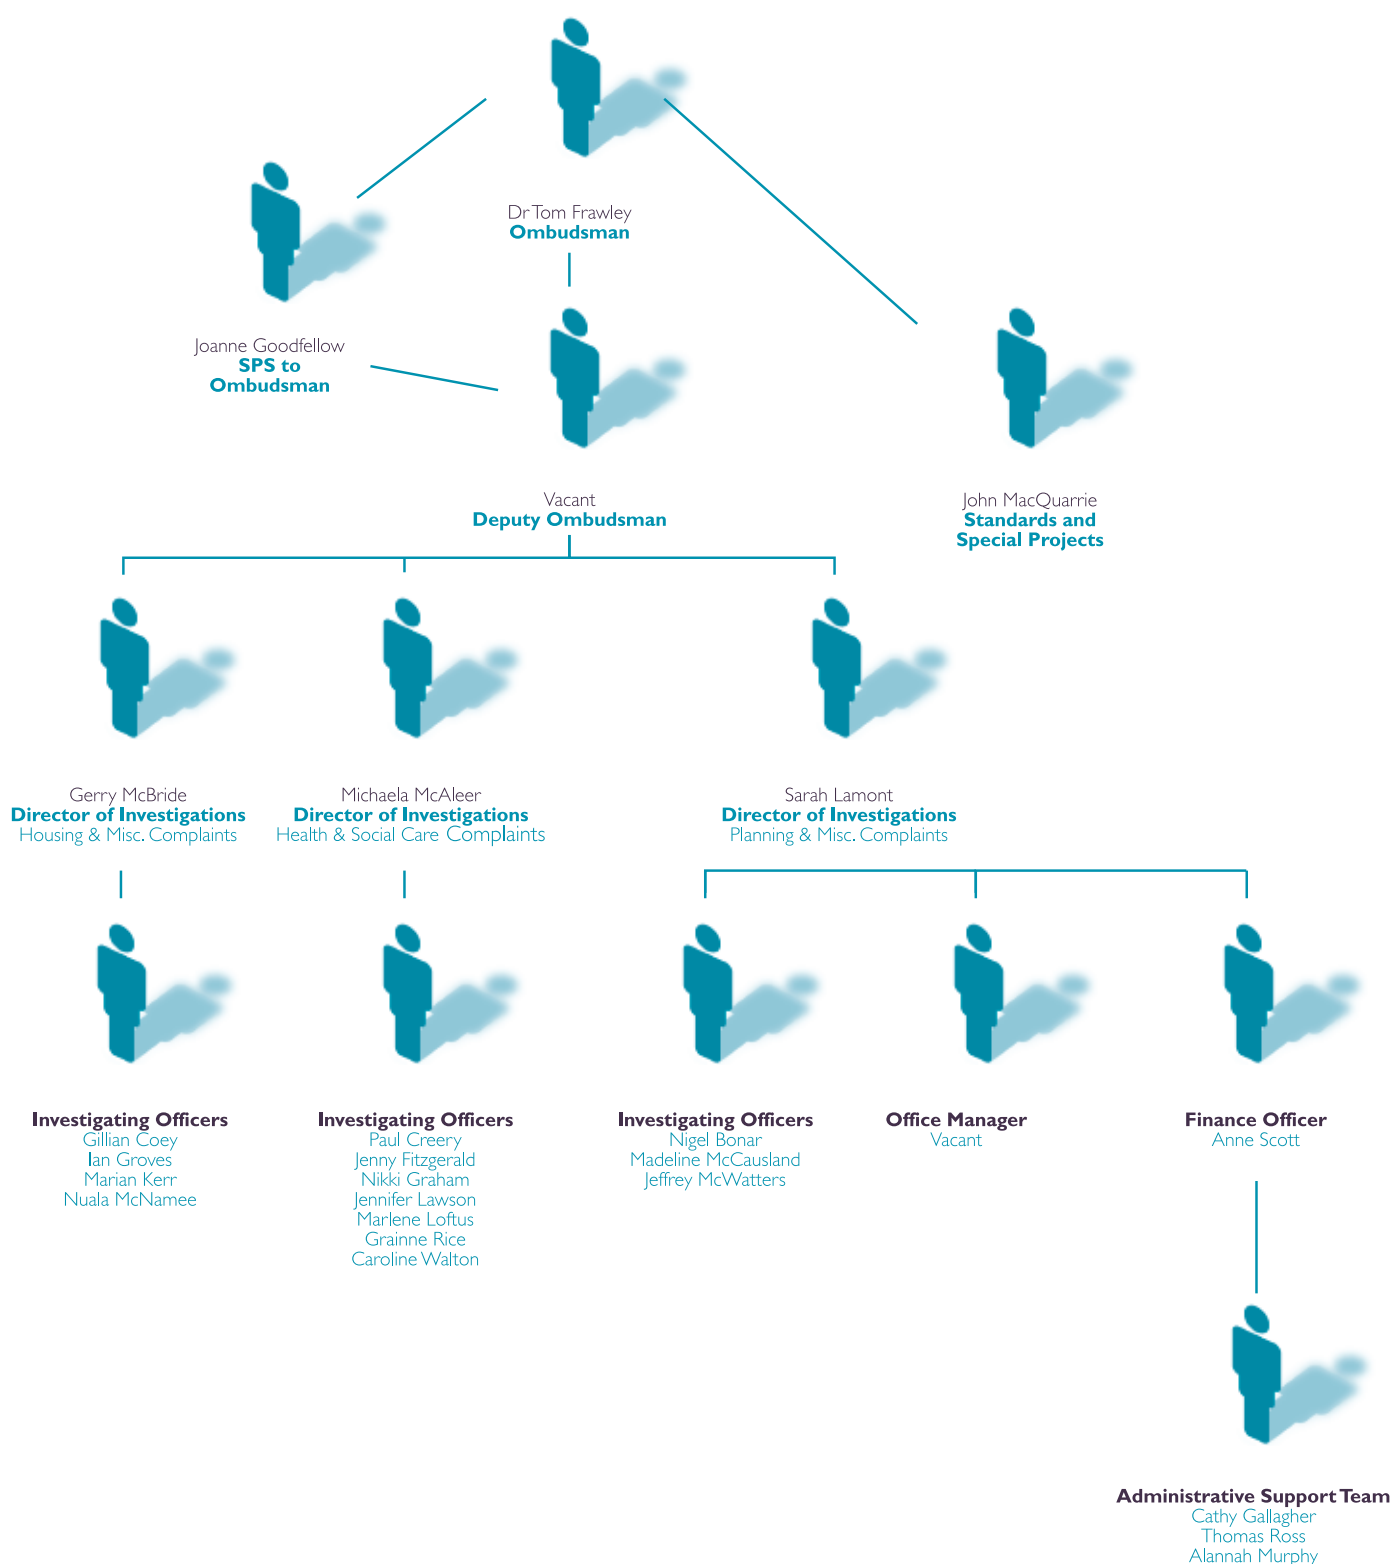 Dr Tom Frawley
Ombudsman
Joanne Goodfellow
SPS to
Ombudsman
Vacant
Deputy Ombudsman
John MacQuarrie
Standards and
Special Projects
Gerry McBride
Director of Investigations
Housing & Misc. Complaints
Michaela McAleer
Director of Investigations
Health & Social Care Complaints
Sarah Lamont
Director of Investigations
Planning & Misc. Complaints
Investigating Officers
Gillian Coey
Ian Groves
Marian Kerr
Nuala McNamee
Investigating Officers
Paul Creery
Jenny Fitzgerald
Nikki Graham
Jennifer Lawson
Marlene Loftus
Grainne Rice
Caroline Walton
Investigating Officers
Nigel Bonar
Madeline McCausland
Jeffrey McWatters
Office Manager
Vacant
Finance Officer
Anne Scott
Administrative Support Team
Cathy Gallagher
Thomas Ross
Alannah Murphy